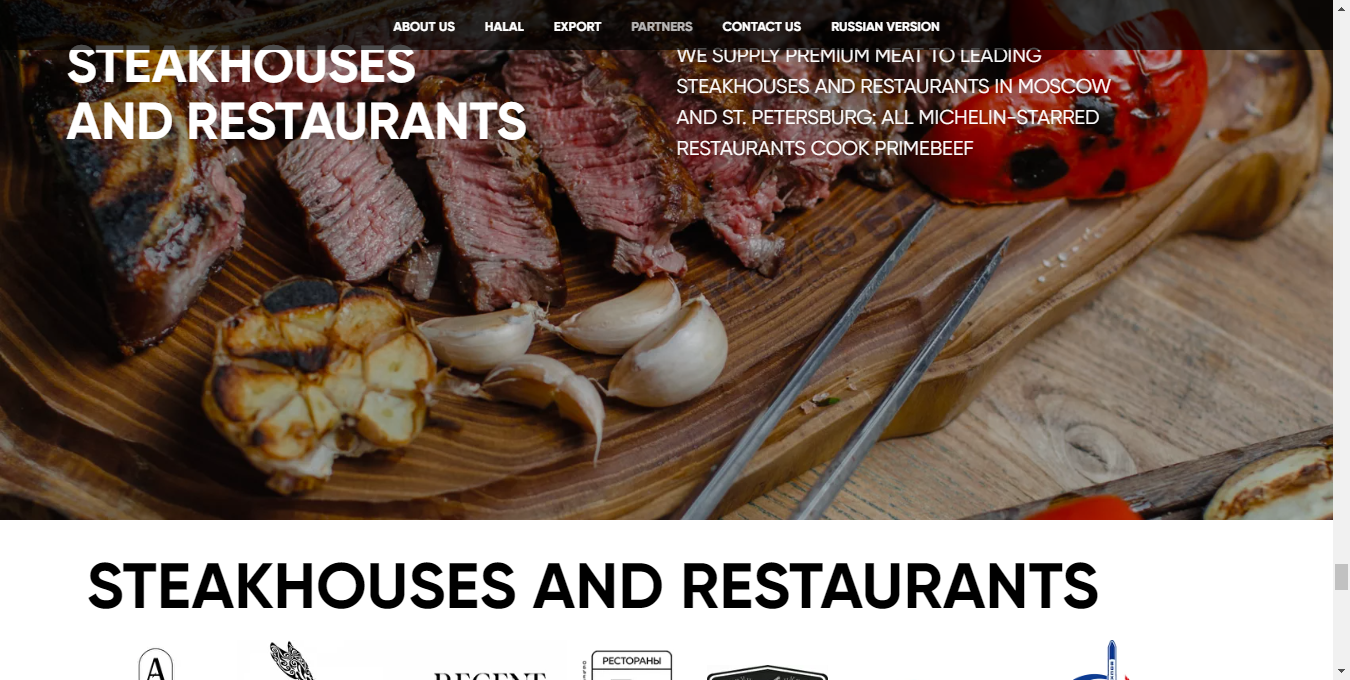 ABOUT US HALAL EXPORT PARTNERS CONTACT US RUSSIAN VERSION
STEAKHOUSES
AND RESTAURANTS
WE SUPPLY PREMIUM MEAT TO LEADING
STEAKHOUSES AND RESTAURANTS IN MOSCOW
AND ST. PETERSBURG: ALL MICHELIN-STARRED
RESTAURANTS COOK PRIMEBEEF
STEAKHOUSES AND RESTAURANTS
A
РЕСТОРАНЫ